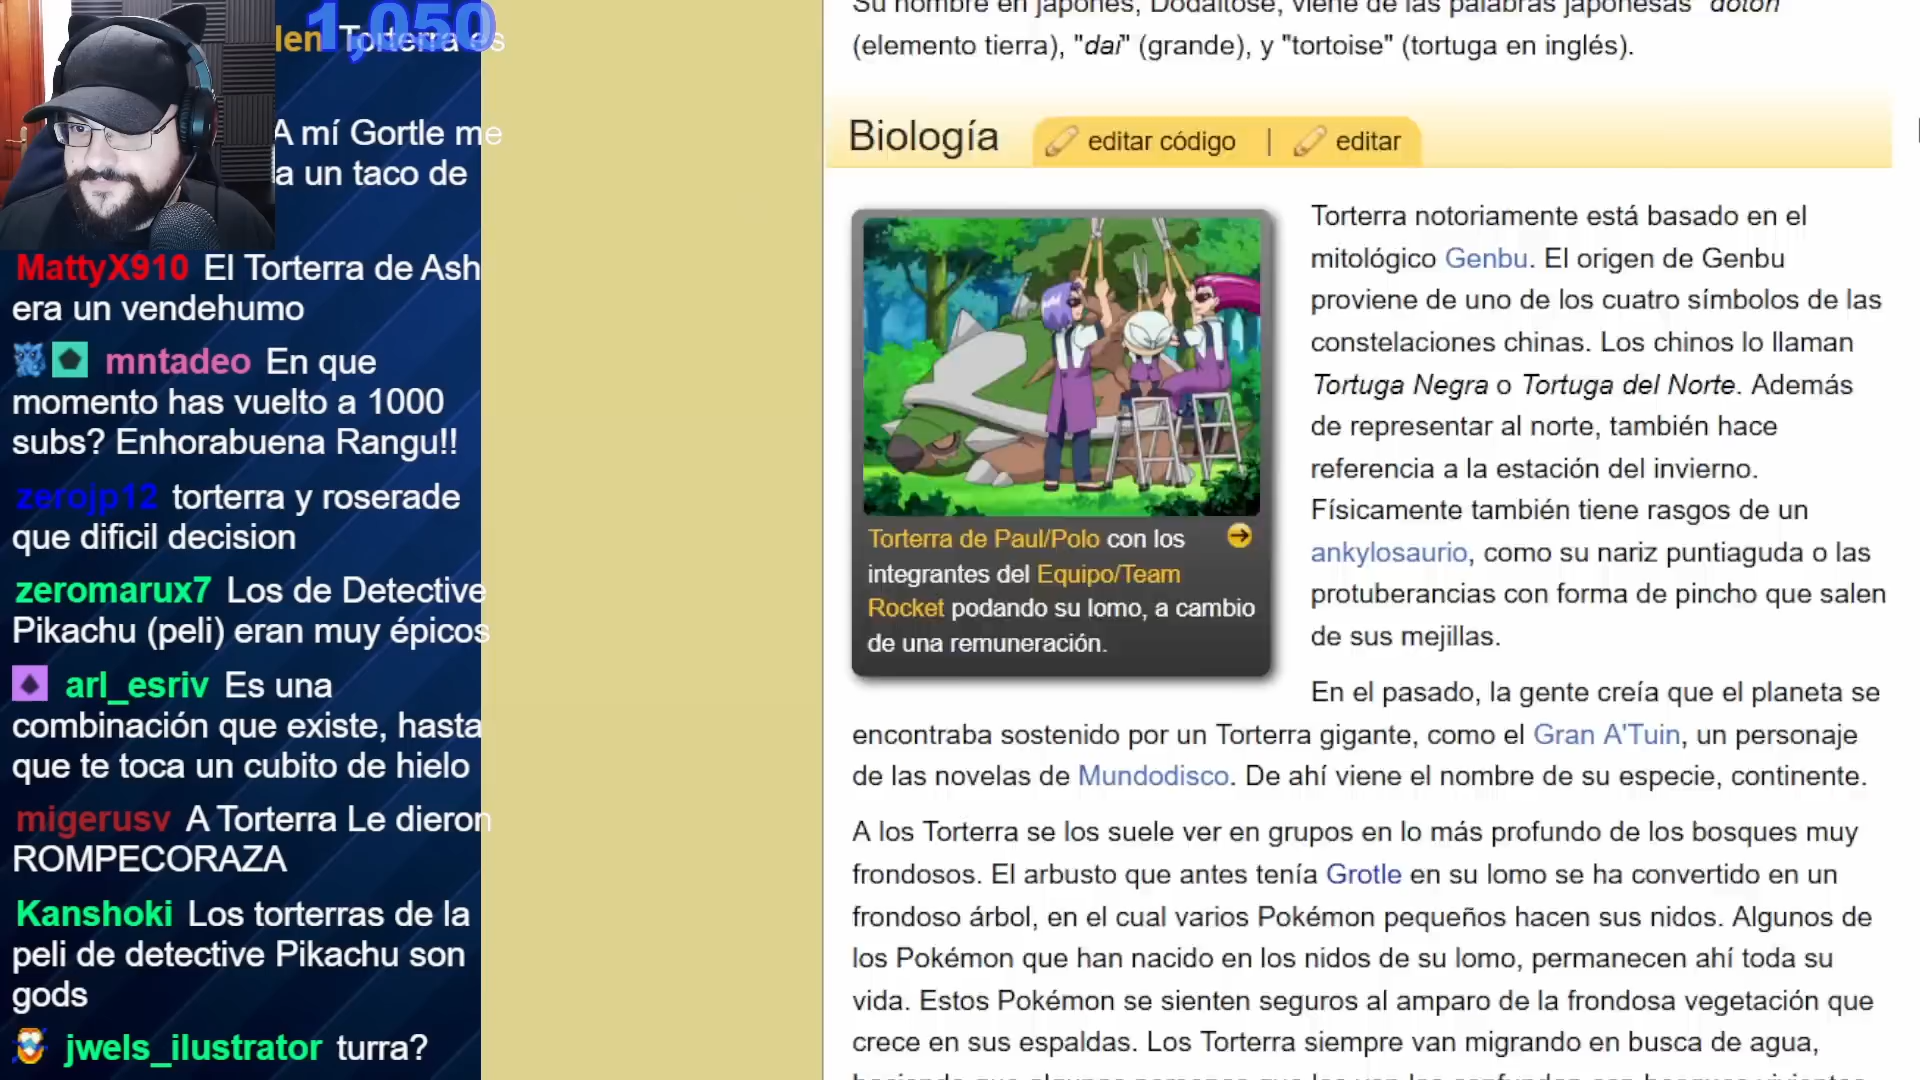 1,050
len Torterra es
A mí Gortle me
a un taco de
MattyX910 El Torterra de Ash
era un vendehumo
mntadeo En que
momento has vuelto a 1000
subs? Enhorabuena Rangu!!
zerojp12 torterra y roserade
que dificil decision
zeromarux7 Los de Detective
Pikachu (peli) eran muy épicos
arl_esriv Es una
combinación que existe, hasta
que te toca un cubito de hielo
migerusv A Torterra Le dieron
ROMPECORAZA
Kanshoki Los torterras de la
peli de detective Pikachu son
gods
jwels_ilustrator turra?
Su nombre en japonés, Dodaitose, viene de las palabras japonesas "doton"
(elemento tierra), "dai" (grande), y "tortoise" (tortuga en inglés).
Biología editar código | editar
Torterra de Paul/Polo con los
integrantes del Equipo/Team
Rocket podando su lomo, a cambio
de una remuneración.
Torterra notoriamente está basado en el
mitológico Genbu. El origen de Genbu
proviene de uno de los cuatro símbolos de las
constelaciones chinas. Los chinos lo llaman
Tortuga Negra o Tortuga del Norte. Además
de representar al norte, también hace
referencia a la estación del invierno.
Físicamente también tiene rasgos de un
ankylosaurio, como su nariz puntiaguda o las
protuberancias con forma de pincho que salen
de sus mejillas.
En el pasado, la gente creía que el planeta se
encontraba sostenido por un Torterra gigante, como el Gran A'Tuin, un personaje
de las novelas de Mundodisco. De ahí viene el nombre de su especie, continente.
A los Torterra se los suele ver en grupos en lo más profundo de los bosques muy
frondosos. El arbusto que antes tenía Grotle en su lomo se ha convertido en un
frondoso árbol, en el cual varios Pokémon pequeños hacen sus nidos. Algunos de
los Pokémon que han nacido en los nidos de su lomo, permanecen ahí toda su
vida. Estos Pokémon se sienten seguros al amparo de la frondosa vegetación que
crece en sus espaldas. Los Torterra siempre van migrando en busca de agua,